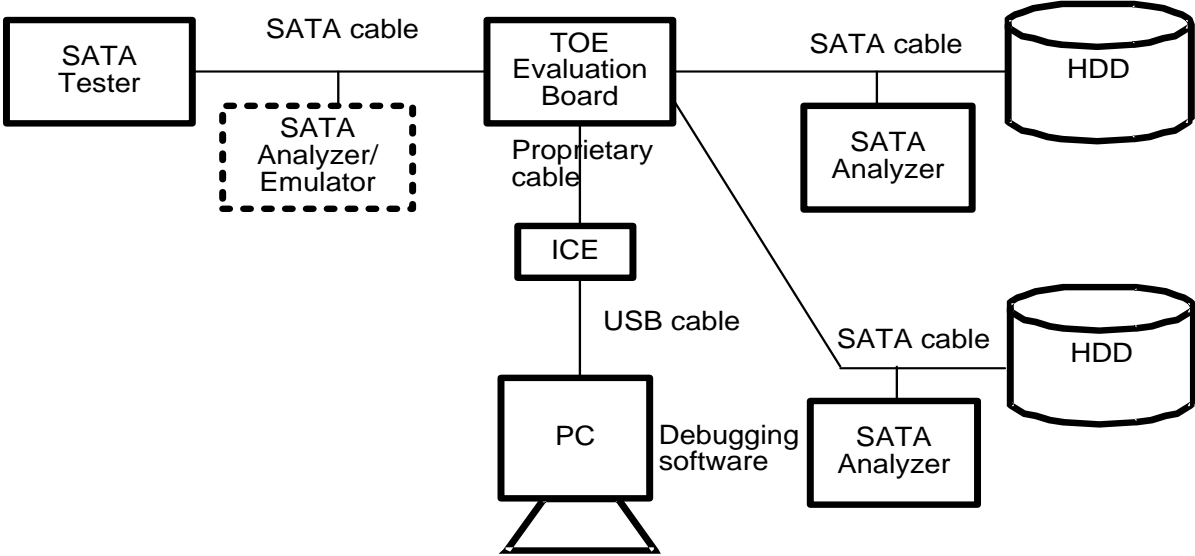 SATA cable
SATA
Tester
TOE
Evaluation
Board
SATA cable
HDD
SATA
Analyzer/
Emulator
SATA
Analyzer
Proprietary
cable
ICE
USB cable
SATA cable
HDD
PC
Debugging
software
SATA
Analyzer